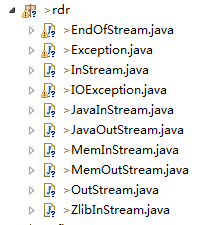 >rdr
>EndOfStream.java
>Exception.java
>InStream.java
>IOException.java
>JavaInStream.java
>JavaOutStream.java
>MemInStream.java
>MemOutStream.java
>OutStream.java
>ZlibInStream.java